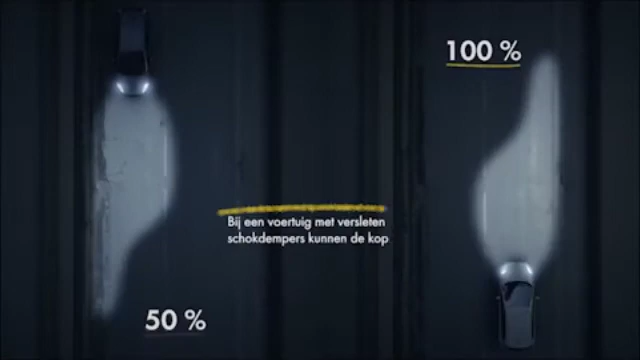 100 %
Bij een voertuig met versleten
schokdempers kunnen de kop
50 %